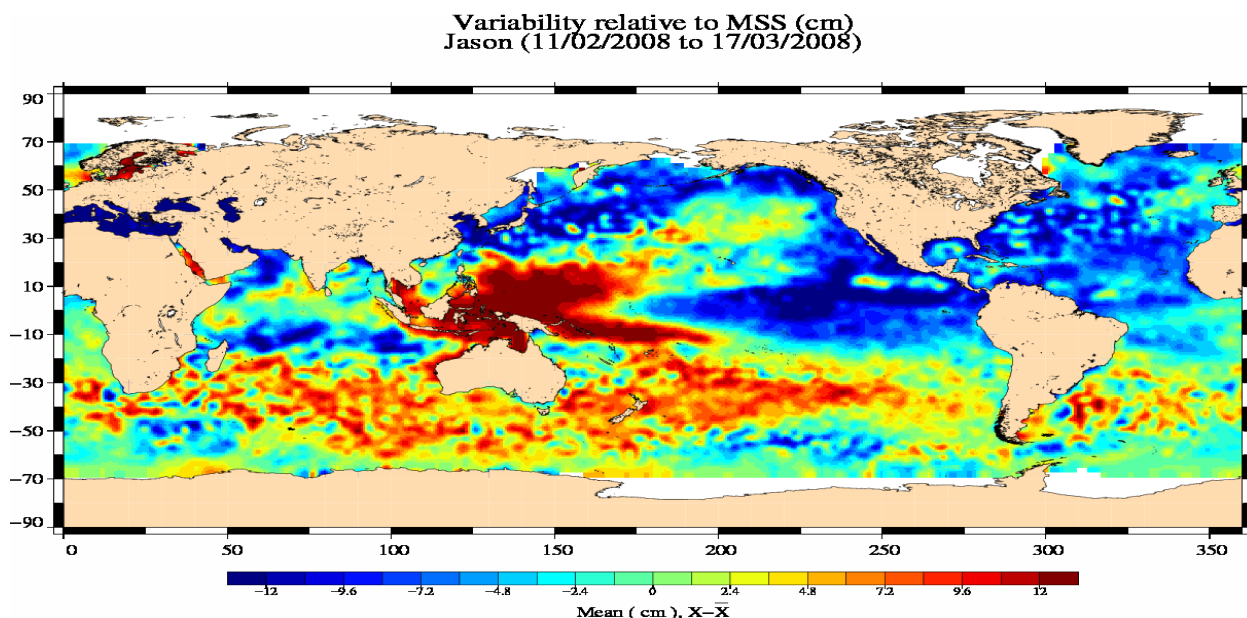 Variability relative to MSS (cm)
Jason (11/02/2008 to 17/03/2008)
90
70
50
30
10
−10
−30
−50
−70
−90
0 50 100 150 200 250 300 350
−12 −9.6 −7.2 −4.8 −2.4 0 2.4 4.8 7.2 9.6 12
Mean ( cm ), X−X̅